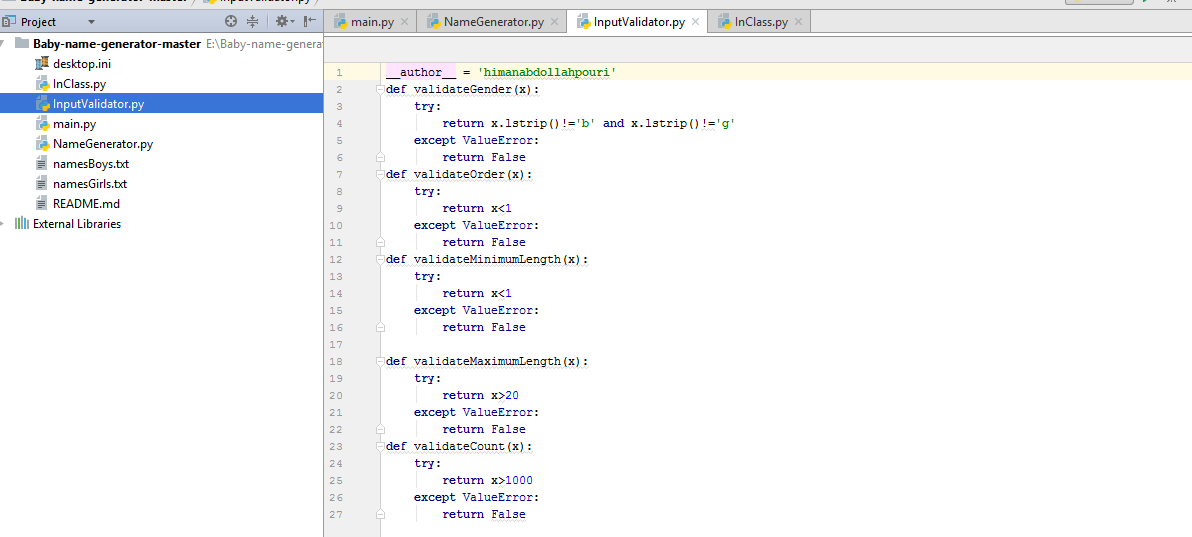 Baby-name-generator-master InputValidator.py
Project
main.py NameGenerator.py InputValidator.py InClass.py
Baby-name-generator-master E:\Baby-name-genera
desktop.ini
InClass.py
InputValidator.py
main.py
NameGenerator.py
namesBoys.txt
namesGirls.txt
README.md
External Libraries
1 __author__ = 'himanabdollahpouri'
2 def validateGender(x):
3 try:
4 return x.lstrip()!='b' and x.lstrip()!='g'
5 except ValueError:
6 return False
7 def validateOrder(x):
8 try:
9 return x<1
10 except ValueError:
11 return False
12 def validateMinimumLength(x):
13 try:
14 return x<1
15 except ValueError:
16 return False
17
18 def validateMaximumLength(x):
19 try:
20 return x>20
21 except ValueError:
22 return False
23 def validateCount(x):
24 try:
25 return x>1000
26 except ValueError:
27 return False